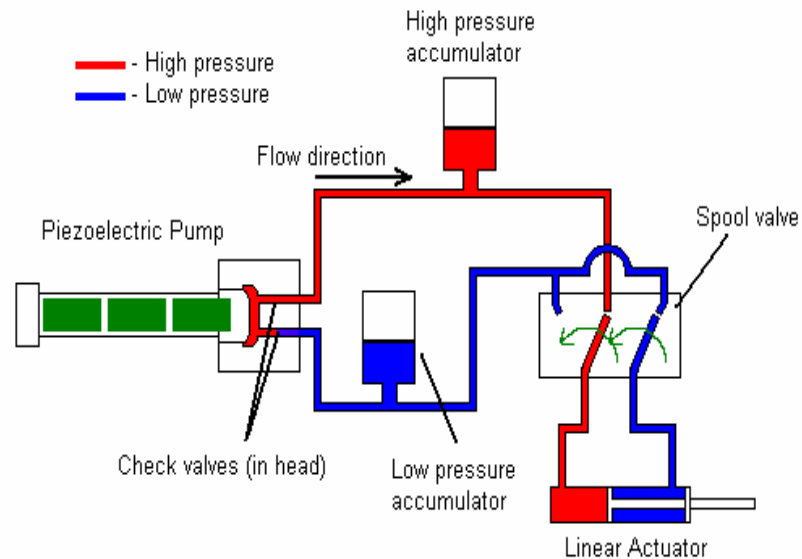 High pressure
accumulator
- High pressure
- Low pressure
Flow direction
Spool valve
Piezoelectric Pump
Check valves (in head)
Low pressure
accumulator
Linear Actuator